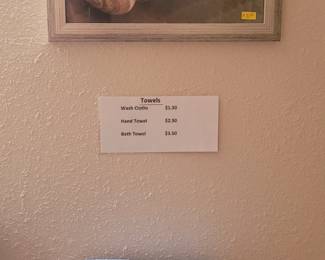 Towels
Wash Cloths $1.50
Hand Towel $2.50
Bath Towel $3.50